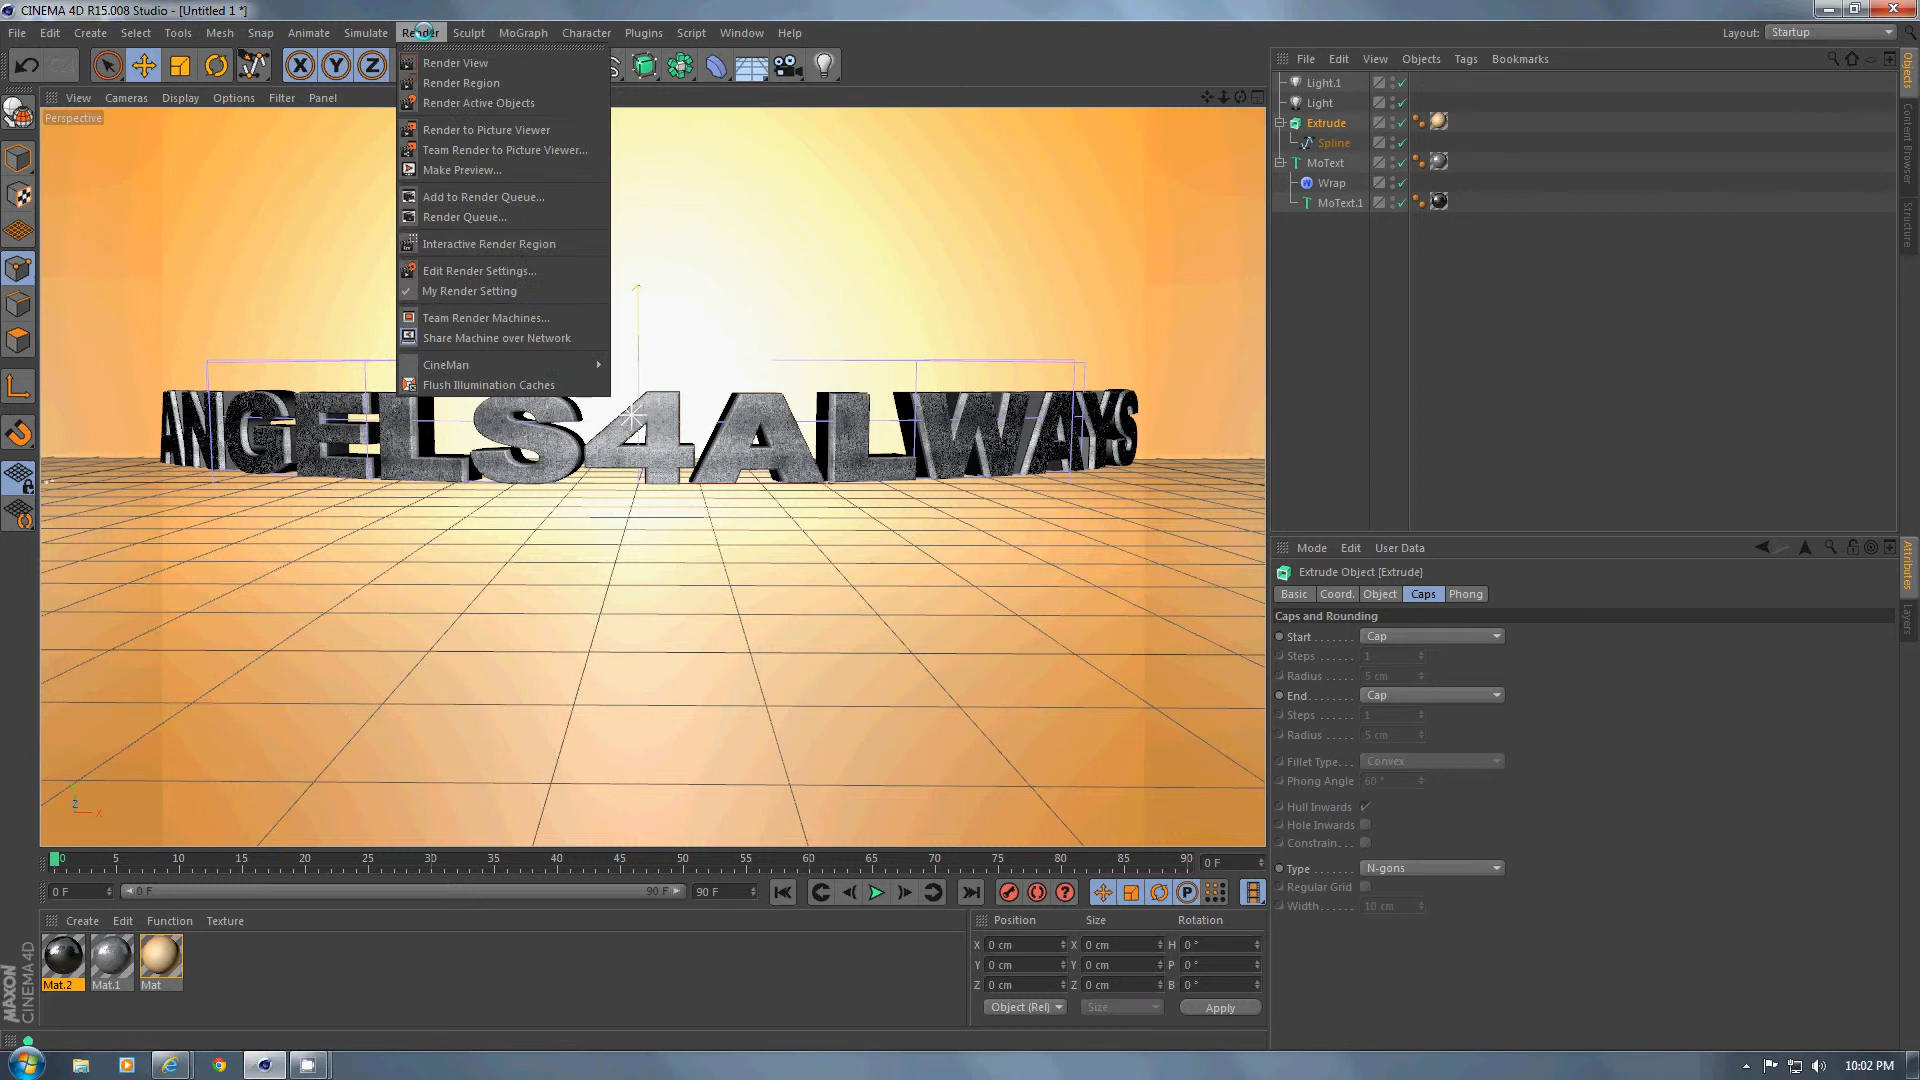 CINEMA 4D R15.008 Studio - [Untitled 1 *]
File Edit Create Select Tools Mesh Snap Animate Simulate Render Sculpt MoGraph Character Plugins Script Window Help
Layout: Startup
View Cameras Display Options Filter Panel
Perspective
Render View
Render Region
Render Active Objects
Render to Picture Viewer
Team Render to Picture Viewer...
Make Preview...
Add to Render Queue...
Render Queue...
Interactive Render Region
Edit Render Settings...
My Render Setting
Team Render Machines...
Share Machine over Network
CineMan
Flush Illumination Caches
ANGELS4ALWAYS
Z X
File Edit View Objects Tags Bookmarks
Light.1
Light
Extrude
Spline
MoText
Wrap
MoText.1
Objects
Content Browser
Structure
Mode Edit User Data
Extrude Object [Extrude]
Basic Coord. Object Caps Phong
Caps and Rounding
Start . . . . . . . Cap
Steps . . . . . . 1
Radius . . . . . 5 cm
End. . . . . . . . Cap
Steps . . . . . . 1
Radius . . . . . 5 cm
Fillet Type. . . Convex
Phong Angle 60 °
Hull Inwards
Hole Inwards
Constrain. . .
Type . . . . . . . N-gons
Regular Grid
Width. . . . . . 10 cm
Attributes
Layers
0 5 10 15 20 25 30 35 40 45 50 55 60 65 70 75 80 85 90 0 F
0 F 0 F 90 F 90 F
Create Edit Function Texture
Mat.2 Mat.1 Mat
MAXON
CINEMA 4D
Position Size Rotation
X 0 cm X 0 cm H 0 °
Y 0 cm Y 0 cm P 0 °
Z 0 cm Z 0 cm B 0 °
Object (Rel) Size Apply
10:02 PM